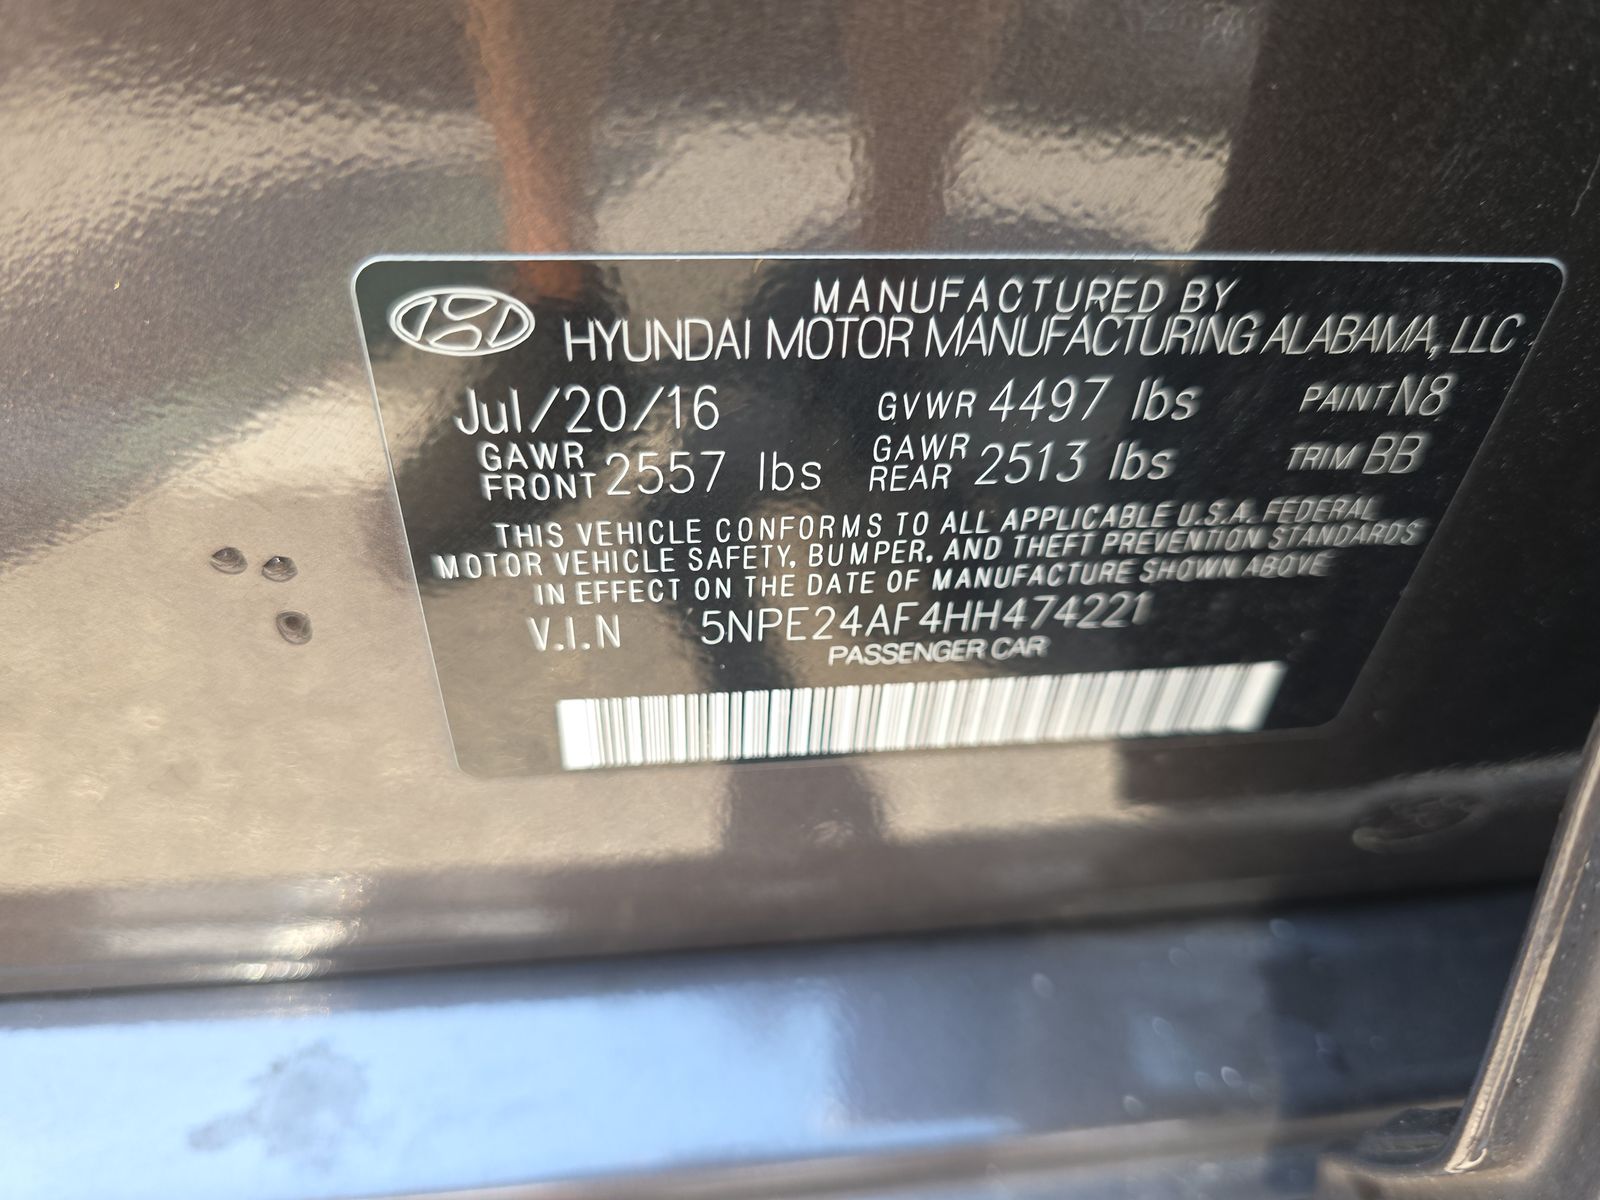 MANUFACTURED BY
HYUNDAI MOTOR MANUFACTURING ALABAMA, LLC
Jul/20/16 GVWR 4497 lbs PAINT N8
GAWR FRONT 2557 lbs GAWR REAR 2513 lbs TRIM BB
THIS VEHICLE CONFORMS TO ALL APPLICABLE U.S.A. FEDERAL
MOTOR VEHICLE SAFETY, BUMPER, AND THEFT PREVENTION STANDARDS
IN EFFECT ON THE DATE OF MANUFACTURE SHOWN ABOVE
V.I.N 5NPE24AF4HH474221
PASSENGER CAR